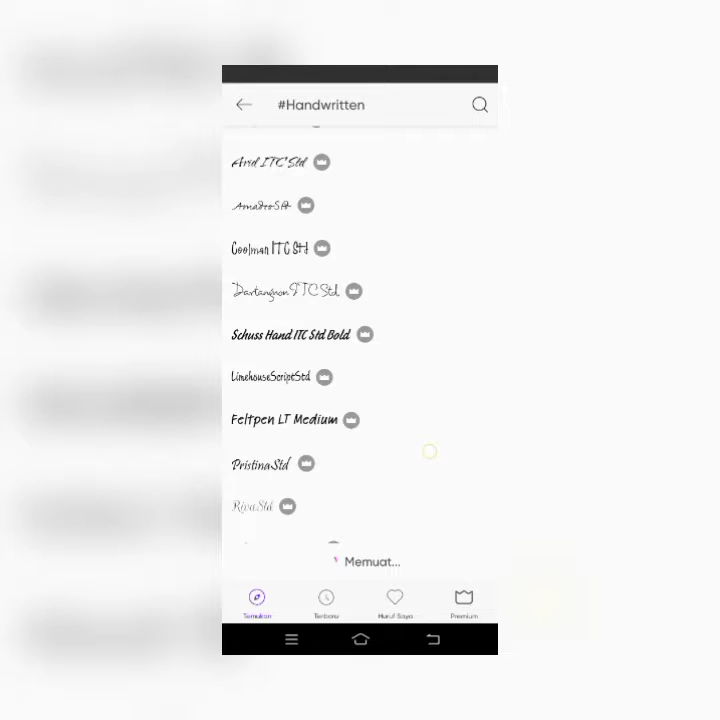 #Handwritten
Arid ITC Std
AmadeoStd
Coolman ITC Std
Dartangnon ITC Std
Schuss Hand ITC Std Bold
LimehouseScriptStd
Feltpen LT Medium
PristinaStd
RivaStd
Memuat...
Temukan
Terbaru
Huruf Saya
Premium